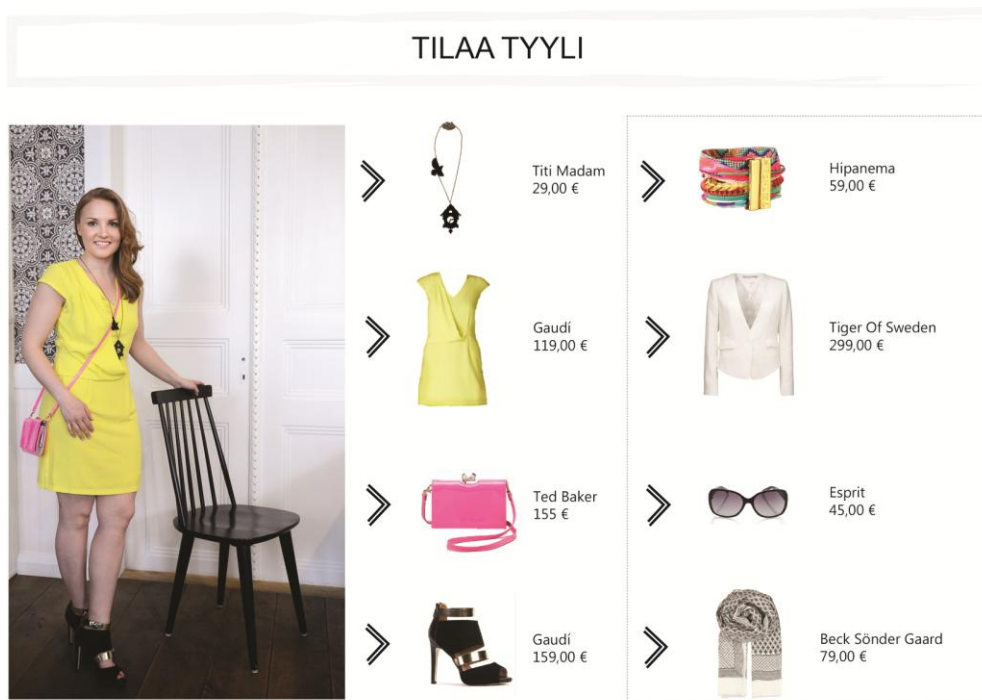 TILAA TYYLI
Titi Madam
29,00 €
Hipanema
59,00 €
Gaudí
119,00 €
Tiger Of Sweden
299,00 €
Ted Baker
155 €
Esprit
45,00 €
Gaudí
159,00 €
Beck Sönder Gaard
79,00 €